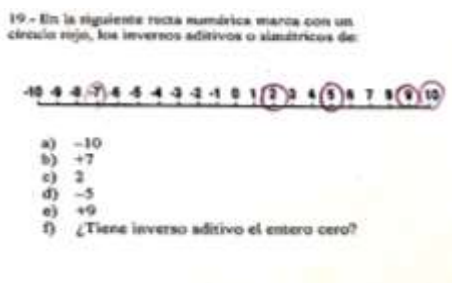 19.- En la siguiente recta numérica marca con un
círculo rojo, los inversos aditivos o simétricos de:
-10 -9 -8 -7 -6 -5 -4 -3 -2 -1 0 1 2 3 4 5 6 7 8 9 10
a) -10
b) +7
c) 2
d) -5
e) +9
f) ¿Tiene inverso aditivo el entero cero?